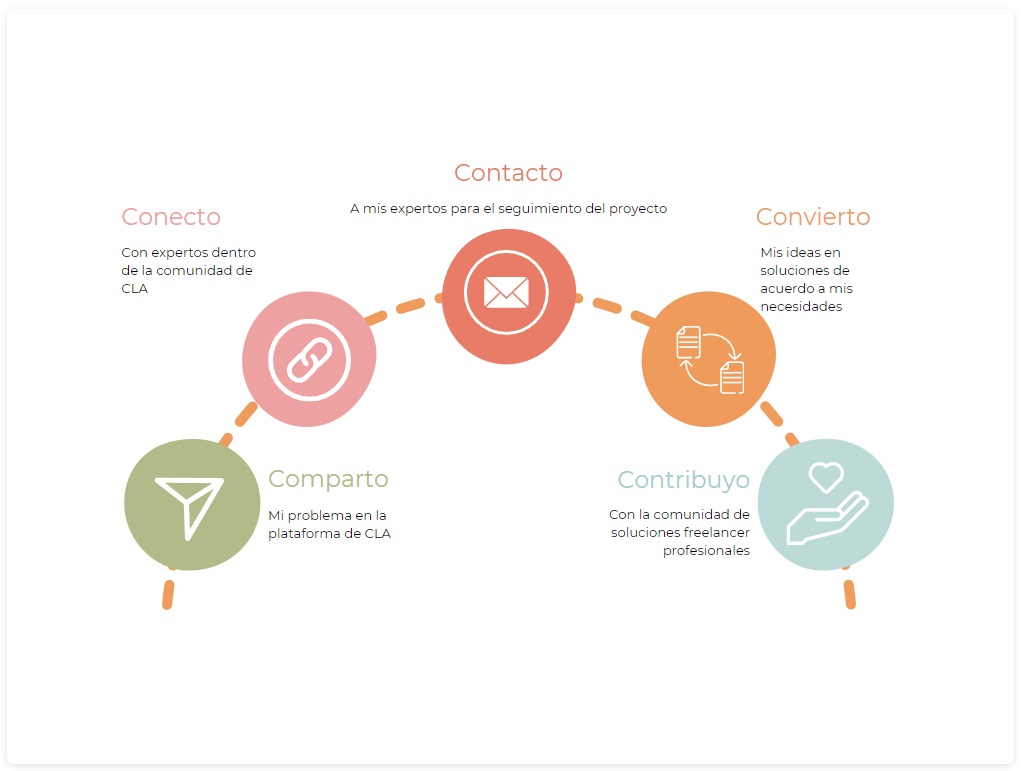 Contacto
A mis expertos para el seguimiento del proyecto
Conecto
Con expertos dentro
de la comunidad de
CLA
Convierto
Mis ideas en
soluciones de
acuerdo a mis
necesidades
Comparto
Mi problema en la
plataforma de CLA
Contribuyo
Con la comunidad de
soluciones freelancer
profesionales